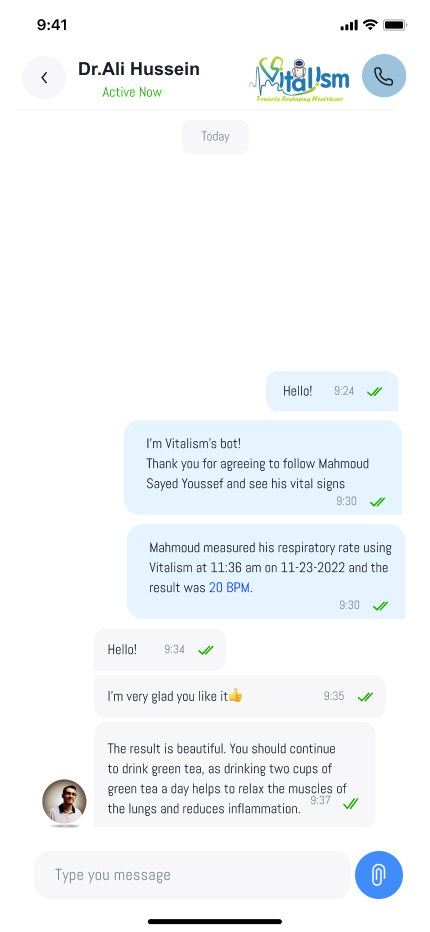 9:41
Dr.Ali Hussein
Active Now
Vitalism
Towards Reshaping Healthcare
Today
Hello! 9:24
I'm Vitalism's bot!
Thank you for agreeing to follow Mahmoud
Sayed Youssef and see his vital signs
9:30
Mahmoud measured his respiratory rate using
Vitalism at 11:36 am on 11-23-2022 and the
result was 20 BPM.
9:30
Hello! 9:34
I'm very glad you like it👍 9:35
The result is beautiful. You should continue
to drink green tea, as drinking two cups of
green tea a day helps to relax the muscles of
the lungs and reduces inflammation. 9:37
Type you message